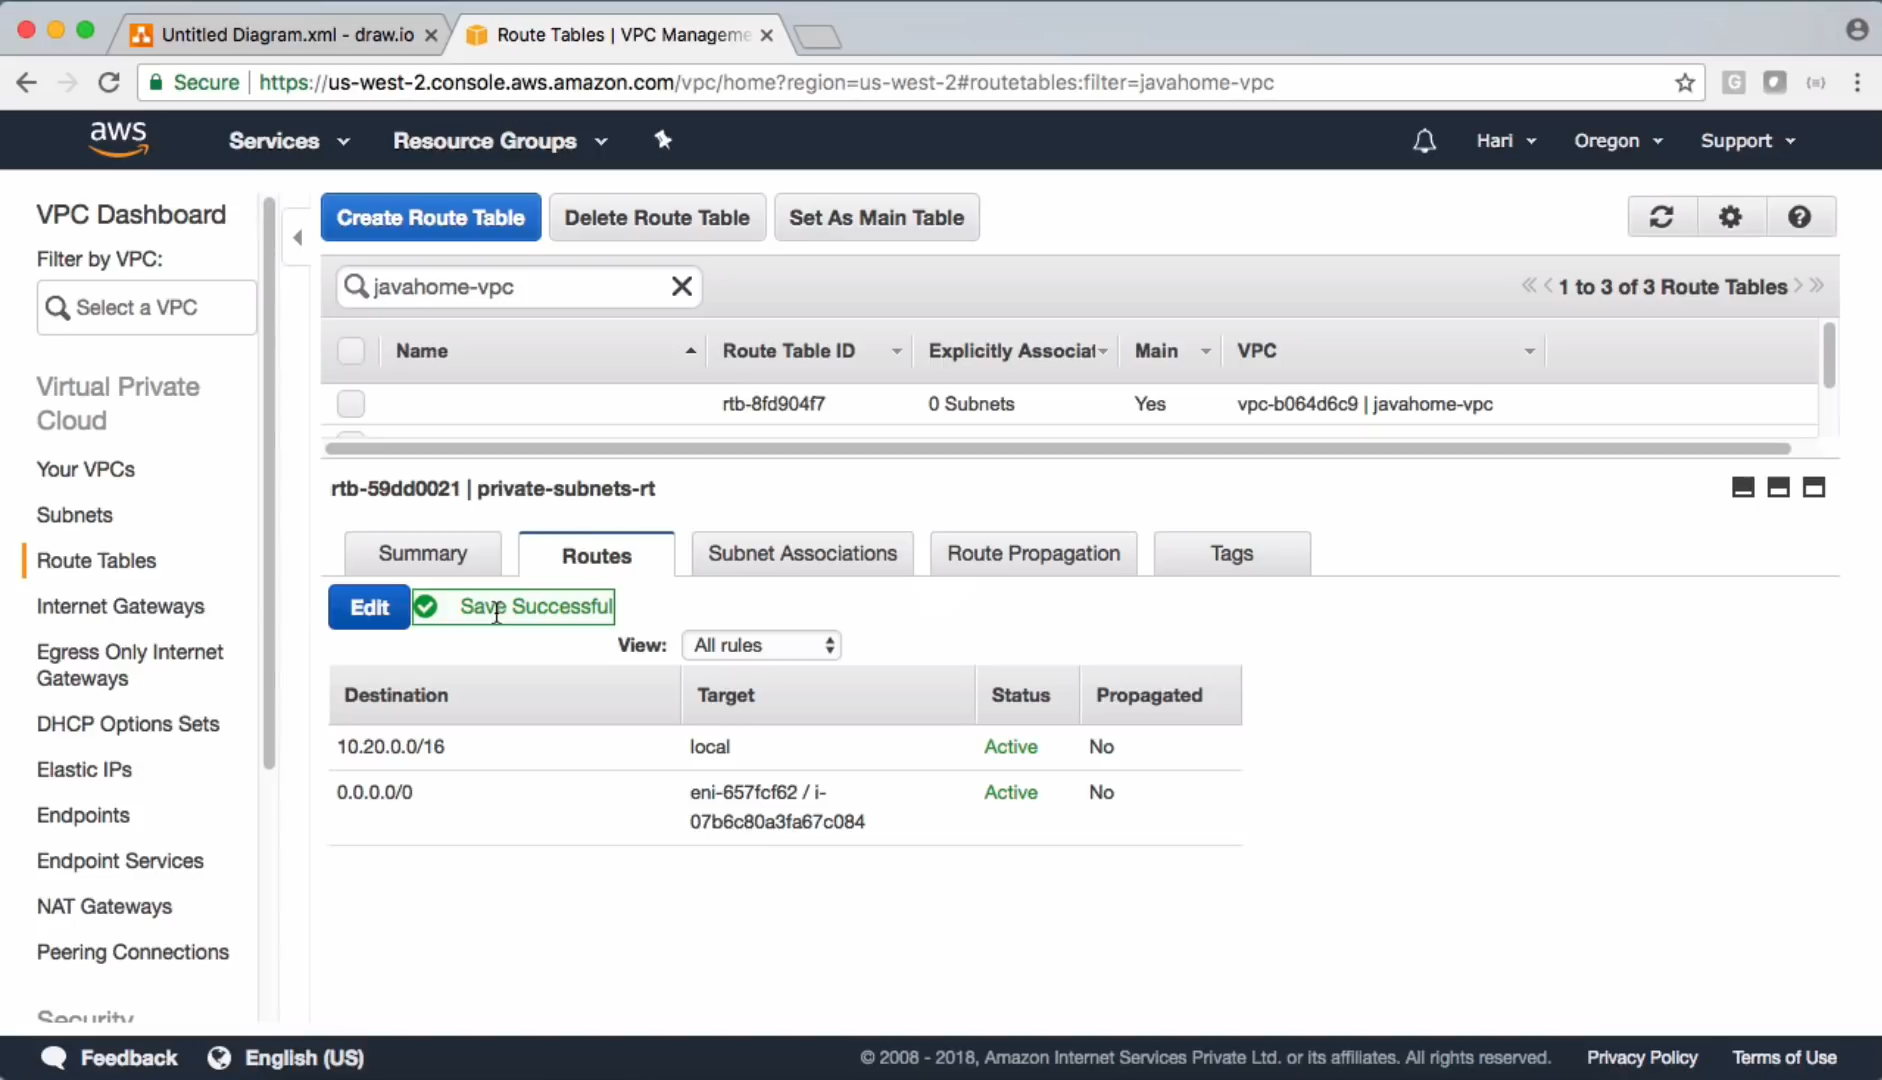 Untitled Diagram.xml - draw.io
Route Tables | VPC Manageme
Secure https://us-west-2.console.aws.amazon.com/vpc/home?region=us-west-2#routetables:filter=javahome-vpc
aws Services Resource Groups Hari Oregon Support
VPC Dashboard
Filter by VPC:
Select a VPC
Virtual Private
Cloud
Your VPCs
Subnets
Route Tables
Internet Gateways
Egress Only Internet
Gateways
DHCP Options Sets
Elastic IPs
Endpoints
Endpoint Services
NAT Gateways
Peering Connections
Security
Create Route Table Delete Route Table Set As Main Table
javahome-vpc
1 to 3 of 3 Route Tables
Name Route Table ID Explicitly Associat Main VPC
rtb-8fd904f7 0 Subnets Yes vpc-b064d6c9 | javahome-vpc
rtb-59dd0021 | private-subnets-rt
Summary Routes Subnet Associations Route Propagation Tags
Edit Save Successful
View: All rules
Destination Target Status Propagated
10.20.0.0/16 local Active No
0.0.0.0/0 eni-657fcf62 / i- Active No
07b6c80a3fa67c084
Feedback English (US) © 2008 - 2018, Amazon Internet Services Private Ltd. or its affiliates. All rights reserved. Privacy Policy Terms of Use